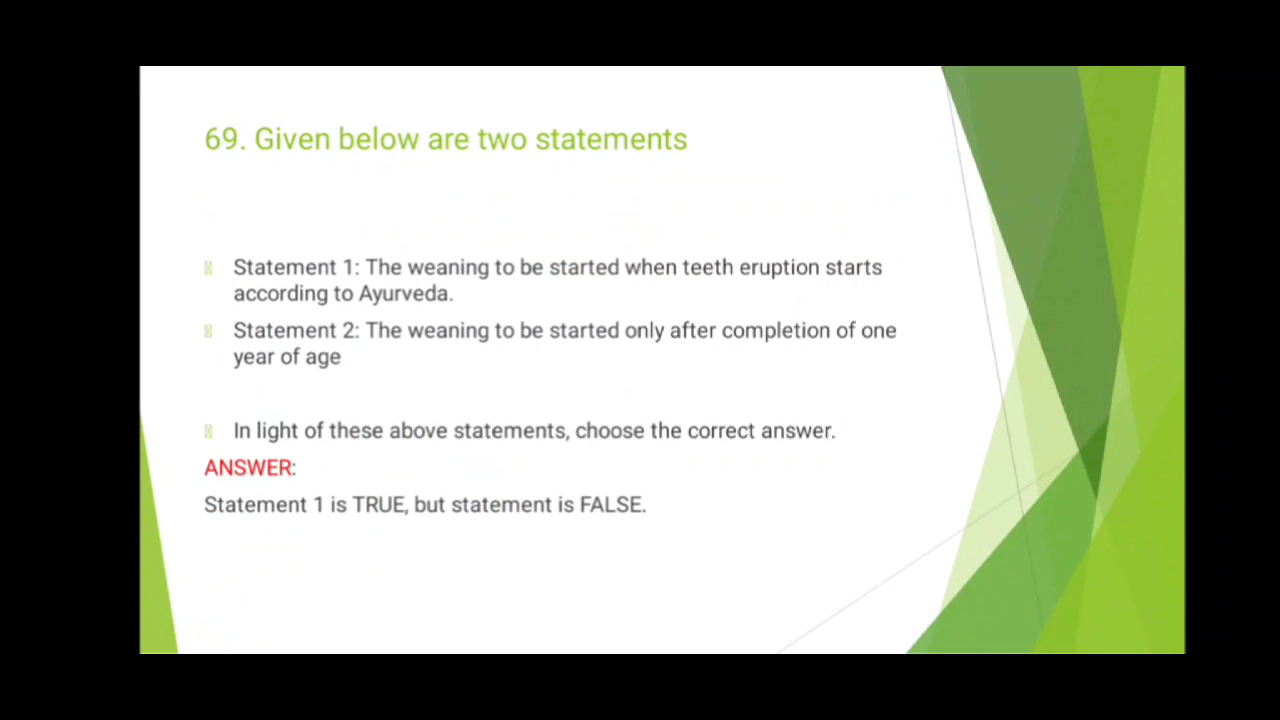 69. Given below are two statements
Statement 1: The weaning to be started when teeth eruption starts
according to Ayurveda.
Statement 2: The weaning to be started only after completion of one
year of age
In light of these above statements, choose the correct answer.
ANSWER:
Statement 1 is TRUE, but statement is FALSE.